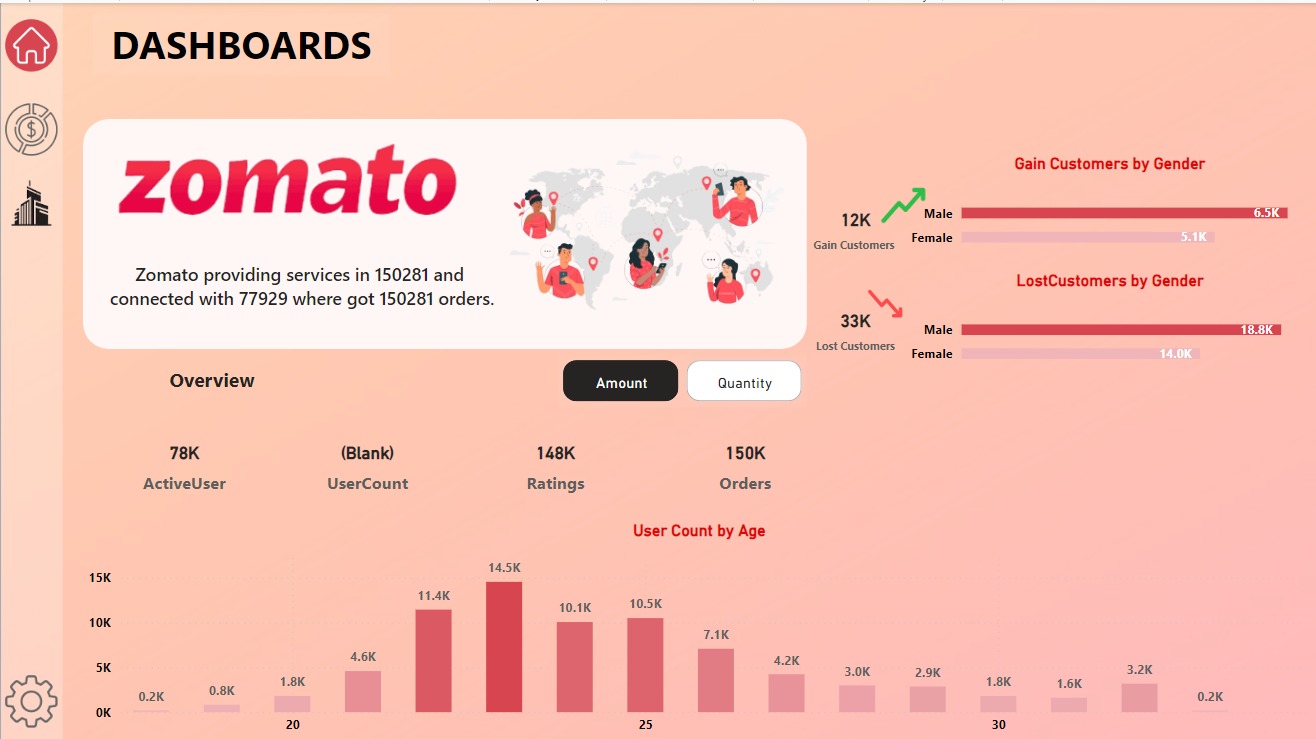 DASHBOARDS
zomato
Zomato providing services in 150281 and
connected with 77929 where got 150281 orders.
12K
Gain Customers
Gain Customers by Gender
Male
6.5K
Female
5.1K
33K
Lost Customers
LostCustomers by Gender
Male
18.8K
Female
14.0K
Overview
Amount
Quantity
78K
ActiveUser
(Blank)
UserCount
148K
Ratings
150K
Orders
User Count by Age
15K
10K
5K
0K
0.2K
0.8K
1.8K
4.6K
11.4K
14.5K
10.1K
10.5K
7.1K
4.2K
3.0K
2.9K
1.8K
1.6K
3.2K
0.2K
20
25
30